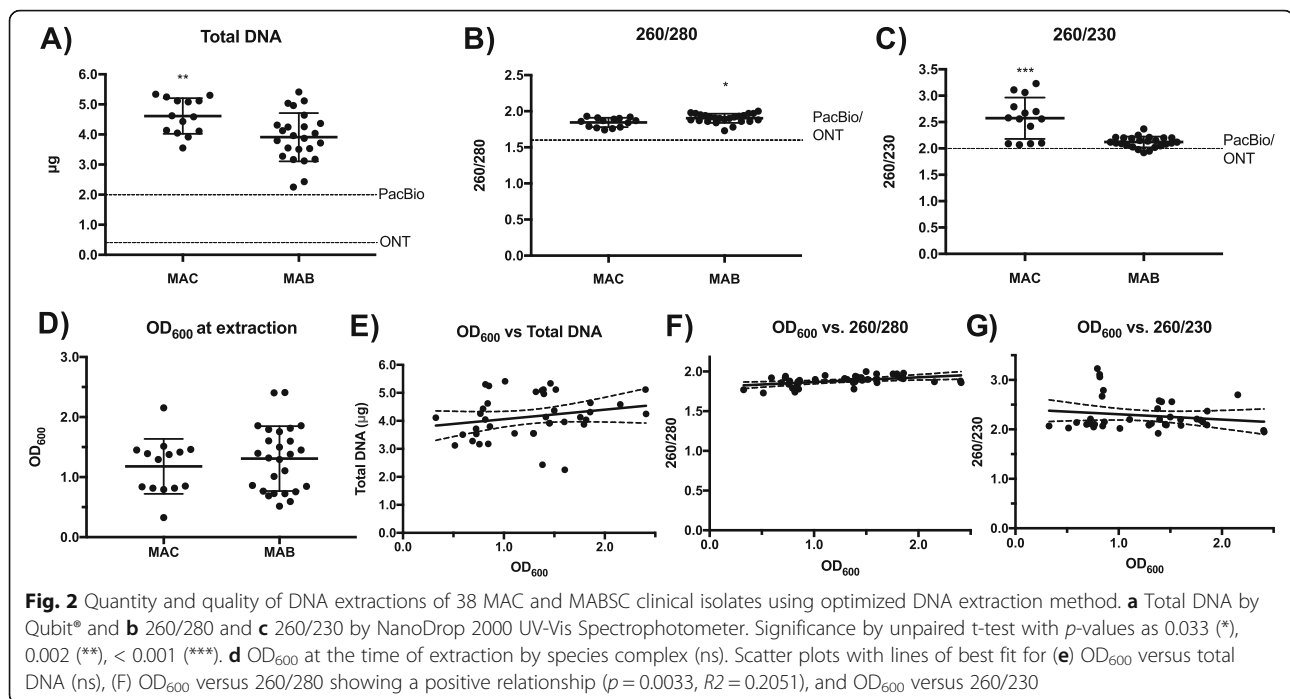 A)
Total DNA
**
6.0
5.0
4.0
3.0
2.0
1.0
0.0
µg
PacBio
ONT
MAC
MAB
B)
260/280
*
2.5
2.0
1.5
1.0
0.5
0.0
260/280
PacBio/
ONT
MAC
MAB
C)
260/230
***
3.5
3.0
2.5
2.0
1.5
1.0
0.5
0.0
260/230
PacBio/
ONT
MAC
MAB
D)
OD600 at extraction
3.0
2.0
1.0
0.0
OD600
MAC
MAB
E)
OD600 vs Total DNA
6.0
5.0
4.0
3.0
2.0
1.0
0.0
Total DNA (µg)
0.0
1.0
2.0
OD600
F)
OD600 vs. 260/280
2.0
1.0
0.0
260/280
0.0
1.0
2.0
OD600
G)
OD600 vs. 260/230
3.0
2.0
1.0
0.0
260/230
0.0
1.0
2.0
OD600
Fig. 2 Quantity and quality of DNA extractions of 38 MAC and MABSC clinical isolates using optimized DNA extraction method. a Total DNA by
Qubit® and b 260/280 and c 260/230 by NanoDrop 2000 UV-Vis Spectrophotometer. Significance by unpaired t-test with p-values as 0.033 (*),
0.002 (**), < 0.001 (***). d OD600 at the time of extraction by species complex (ns). Scatter plots with lines of best fit for (e) OD600 versus total
DNA (ns), (F) OD600 versus 260/280 showing a positive relationship (p = 0.0033, R2 = 0.2051), and OD600 versus 260/230